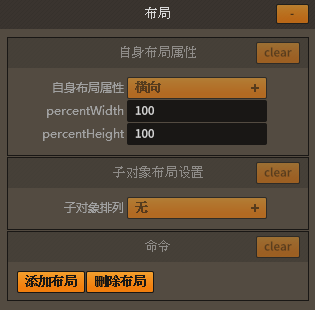 布局 -
自身布局属性 clear
自身布局属性 横向 +
percentWidth 100
percentHeight 100
子对象布局设置 clear
子对象排列 无 +
命令 clear
添加布局 删除布局